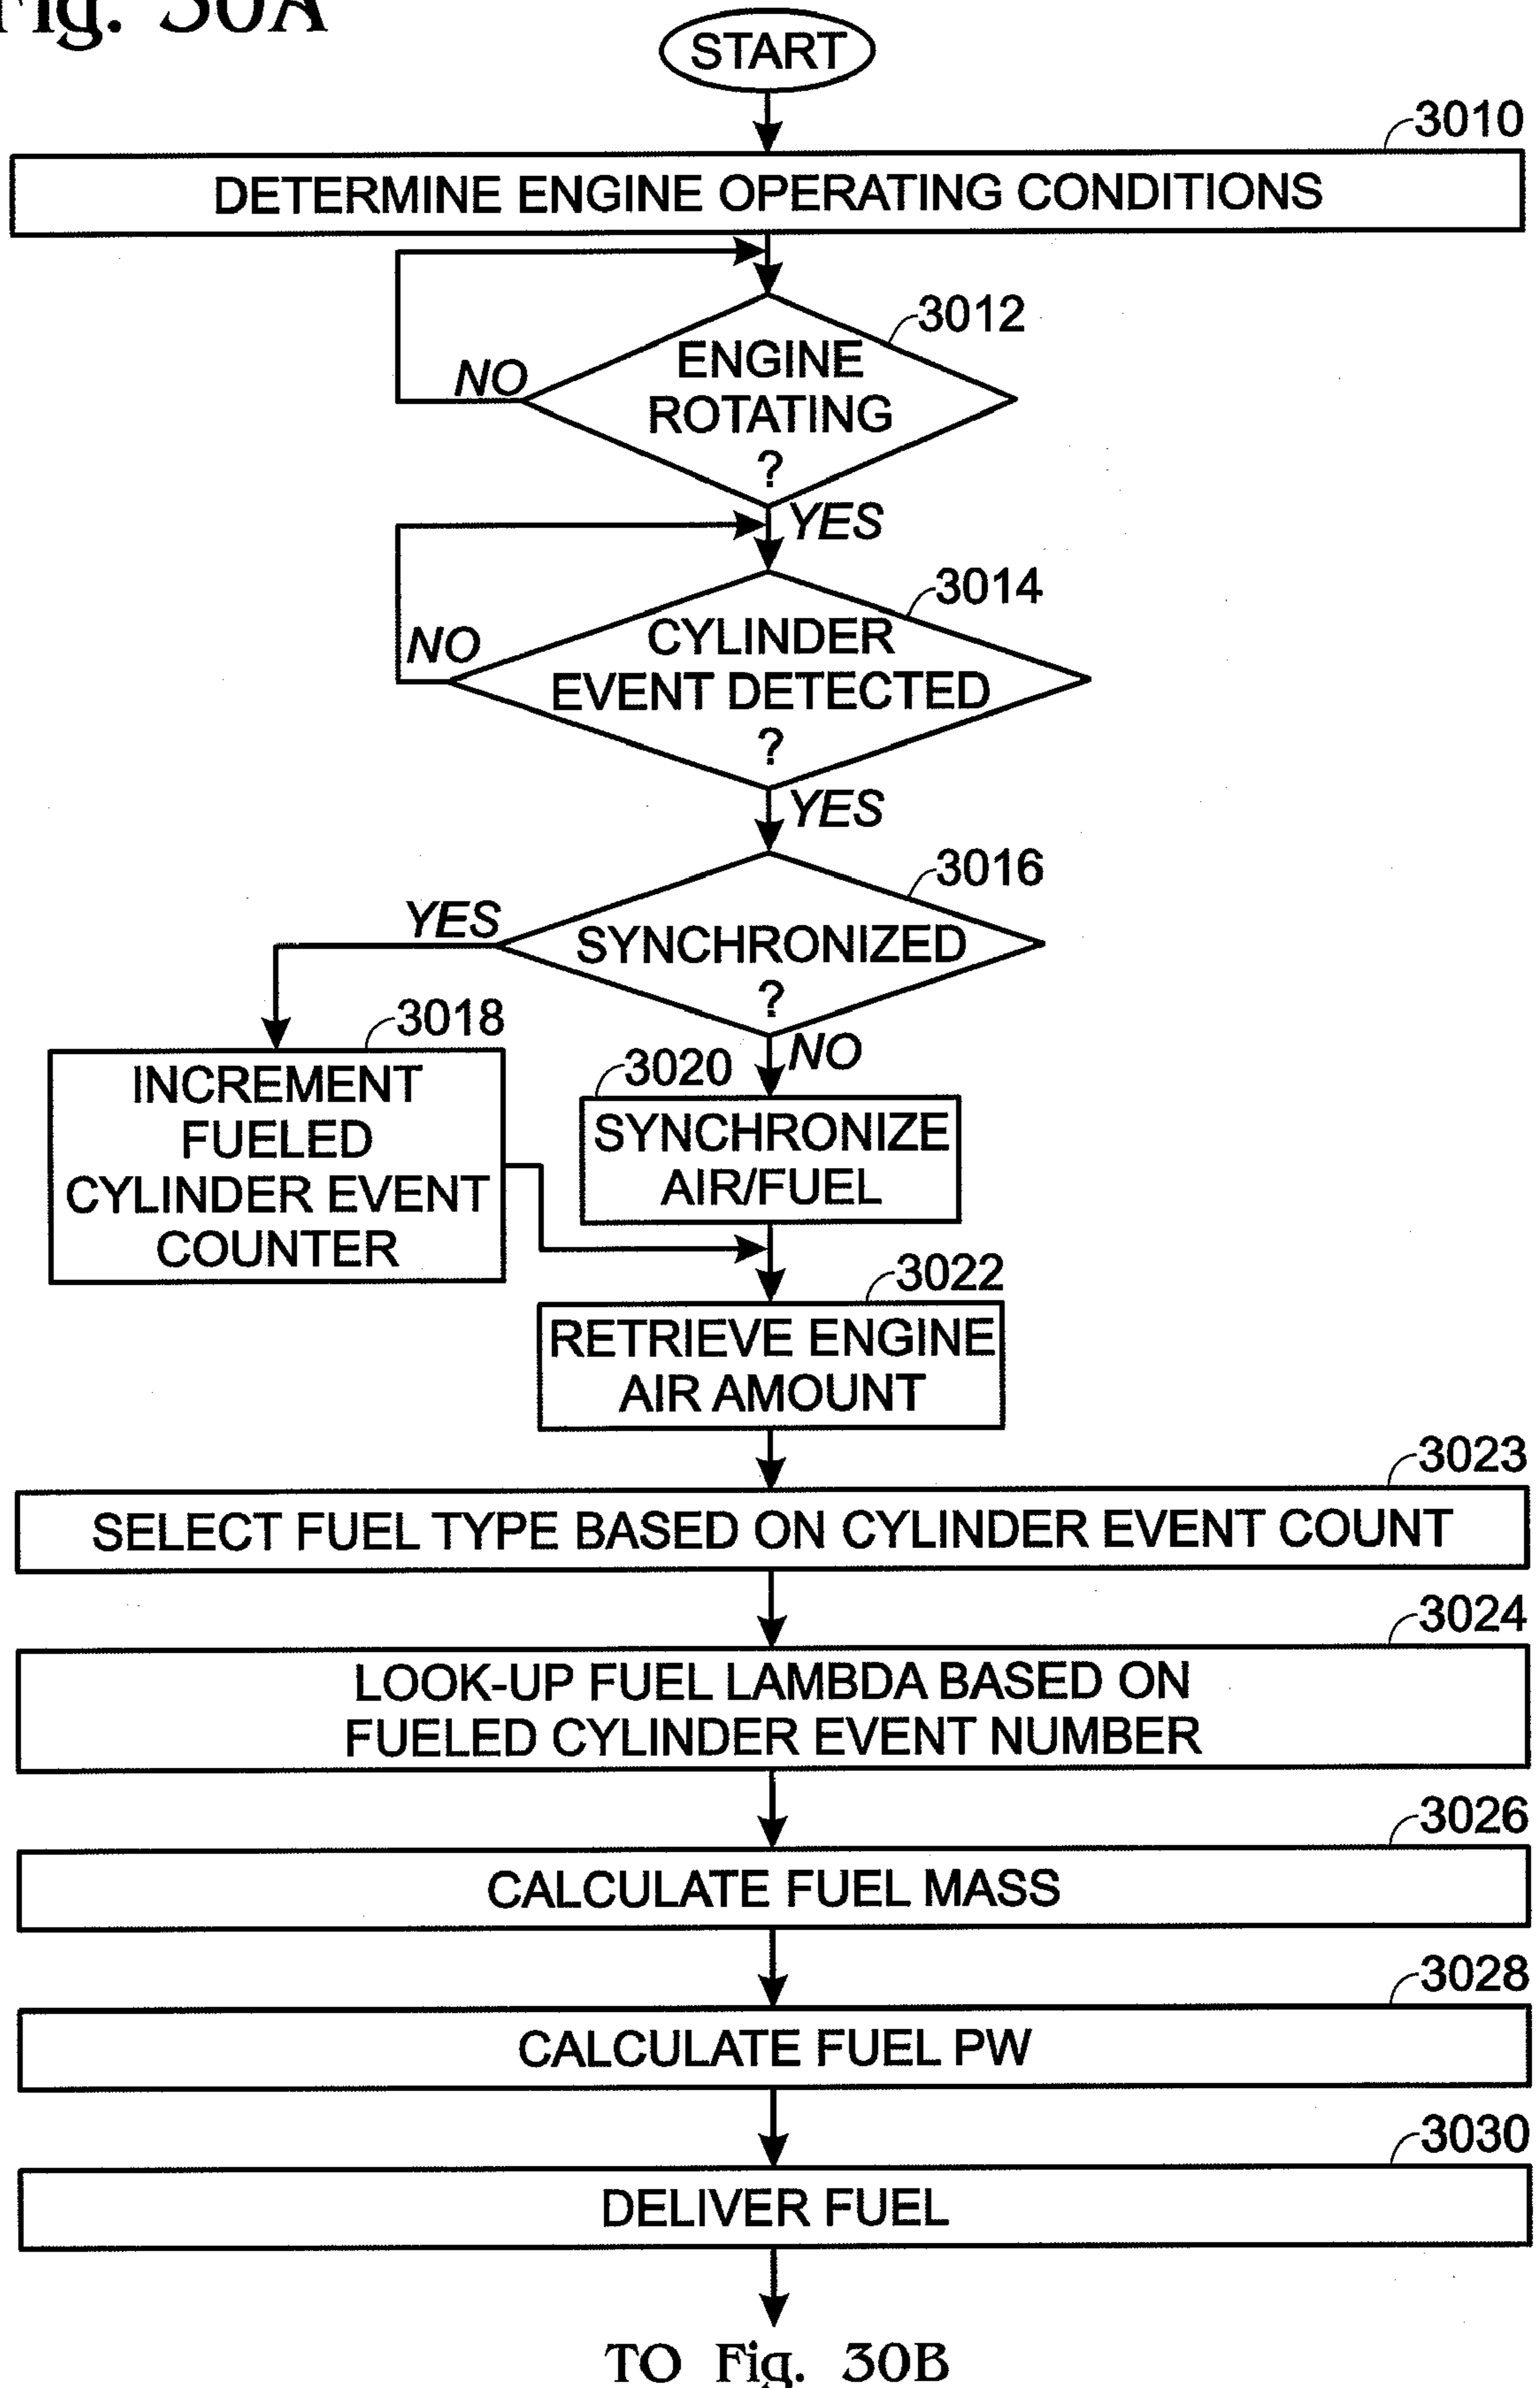 Fig. 30A
START
3010
DETERMINE ENGINE OPERATING CONDITIONS
3012
ENGINE
ROTATING
?
NO
YES
3014
CYLINDER
EVENT DETECTED
?
NO
YES
3016
SYNCHRONIZED
?
YES
NO
3018
INCREMENT
FUELED
CYLINDER EVENT
COUNTER
3020
SYNCHRONIZE
AIR/FUEL
3022
RETRIEVE ENGINE
AIR AMOUNT
3023
SELECT FUEL TYPE BASED ON CYLINDER EVENT COUNT
3024
LOOK-UP FUEL LAMBDA BASED ON
FUELED CYLINDER EVENT NUMBER
3026
CALCULATE FUEL MASS
3028
CALCULATE FUEL PW
3030
DELIVER FUEL
TO Fig. 30B